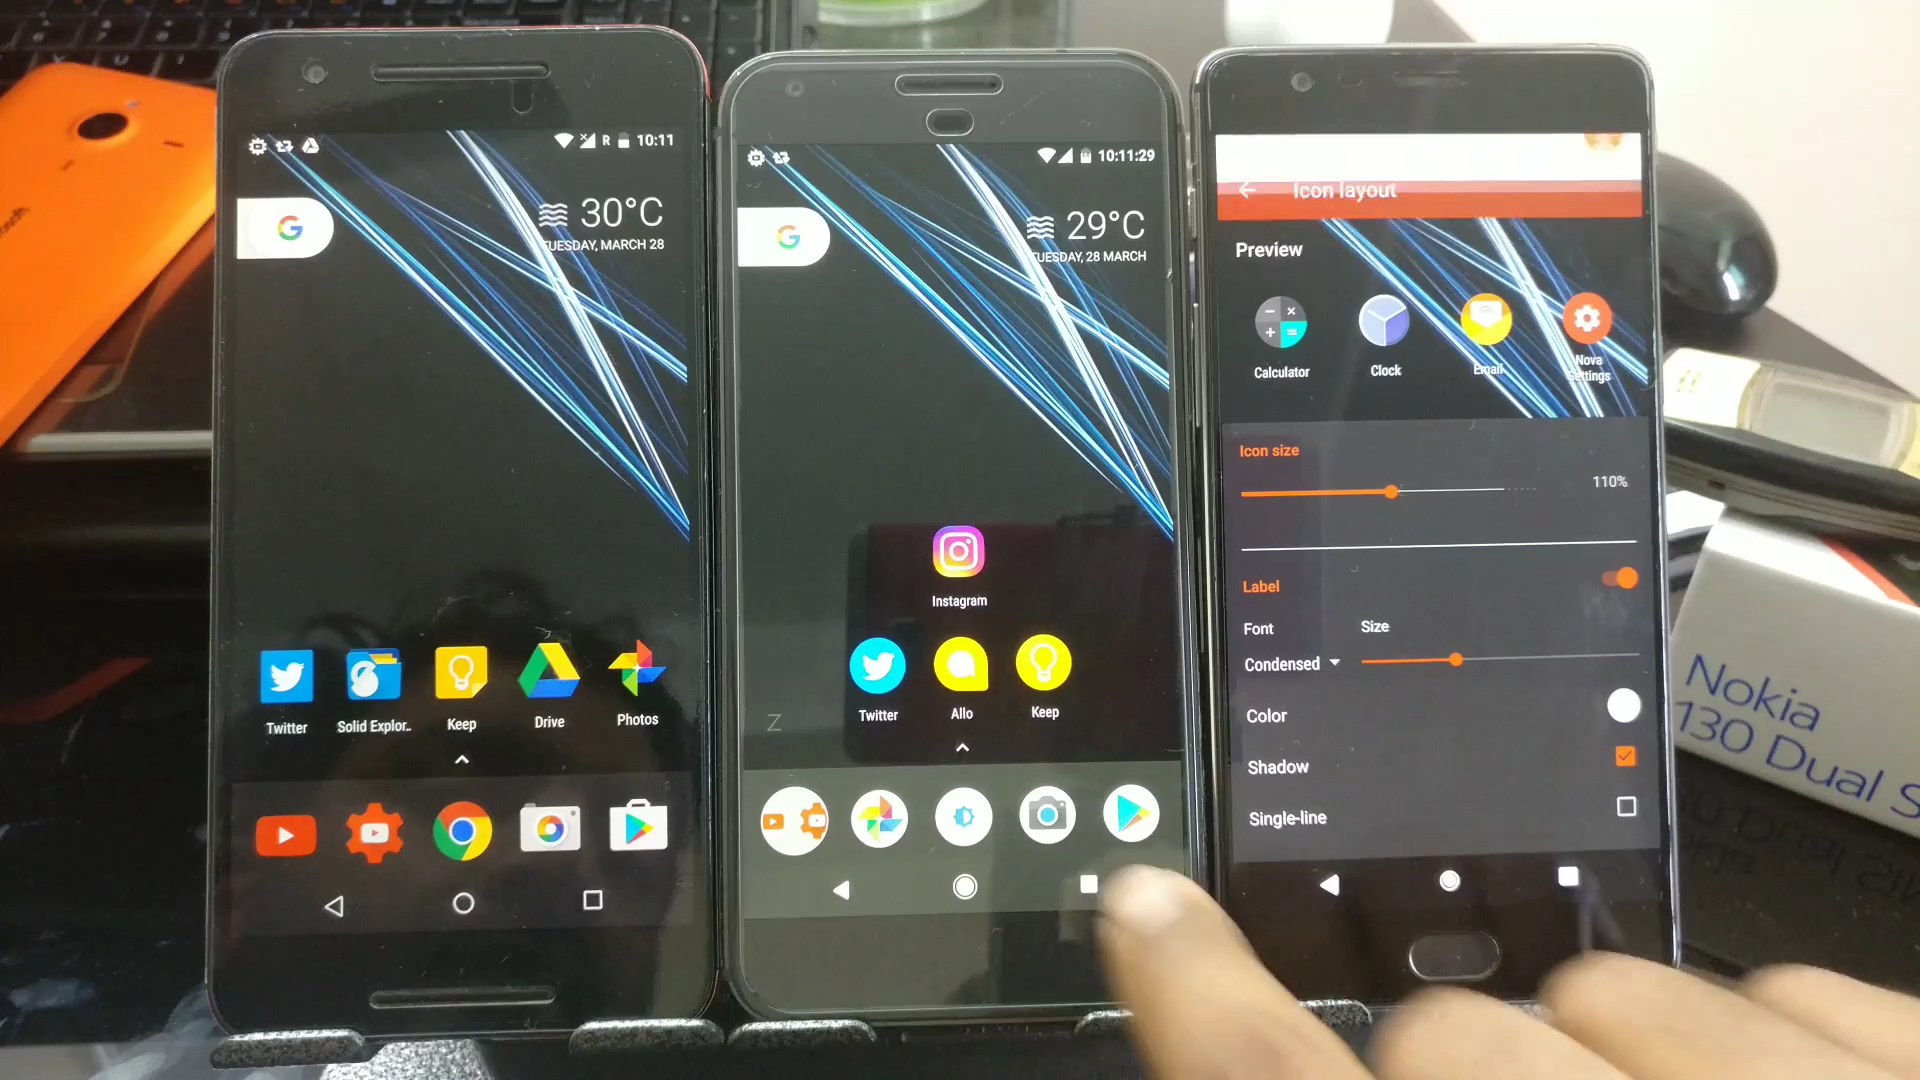 R 10:11
30°C
TUESDAY, MARCH 28
Twitter
Solid Explor..
Keep
Drive
Photos
10:11:29
29°C
TUESDAY, 28 MARCH
Instagram
Twitter
Allo
Keep
Z
Icon layout
Preview
Calculator
Clock
Email
Nova
Settings
Icon size
110%
Label
Font
Size
Condensed
Color
Shadow
Single-line
Nokia
130 Dual S